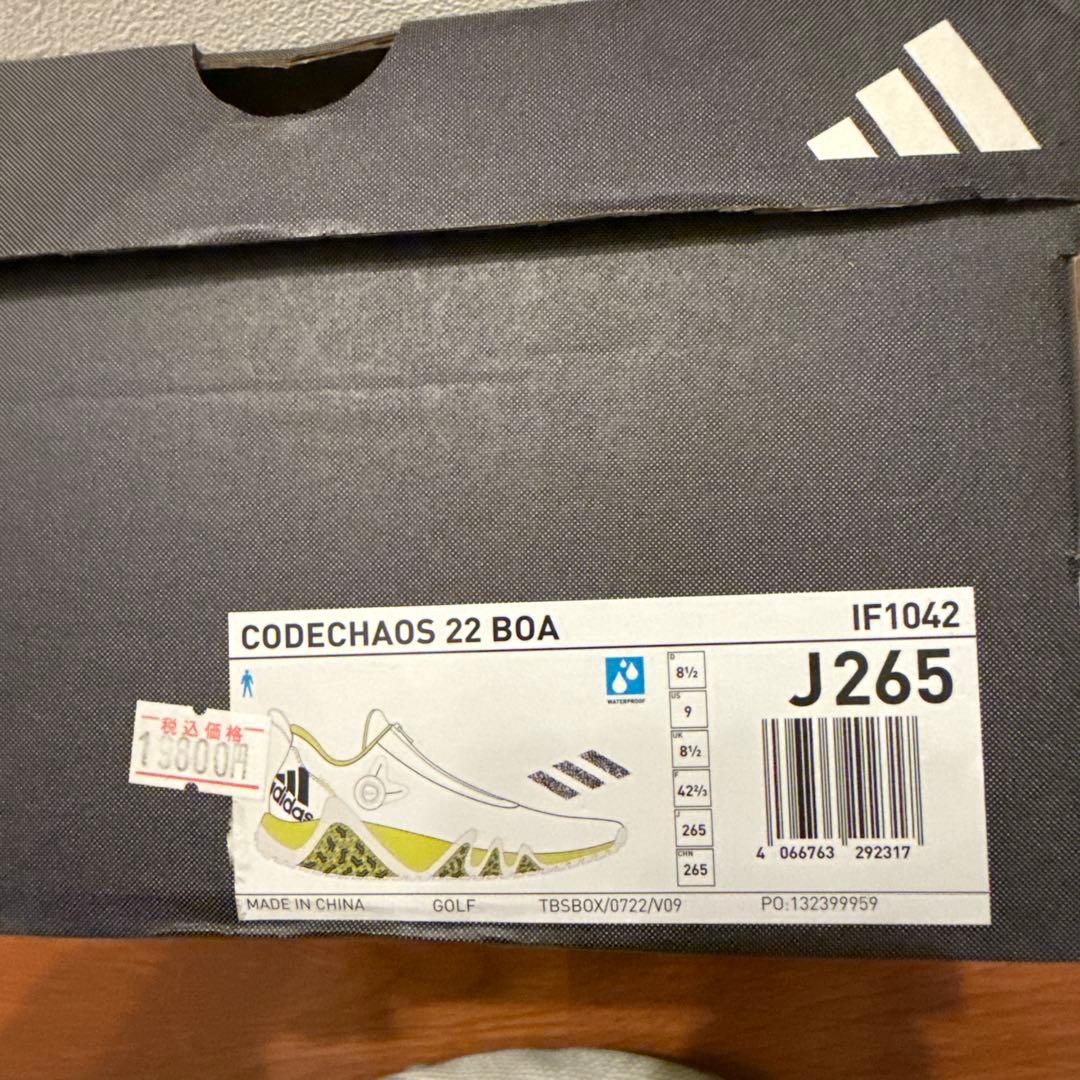 CODECHAOS 22 BOA
IF1042
J265
WATERPROOF
D 8½
US 9
UK 8½
F 42⅔
J 265
CHN 265
税込価格
19800円
adidas
4 066763 292317
MADE IN CHINA
GOLF
TBSBOX/0722/V09
PO:132399959